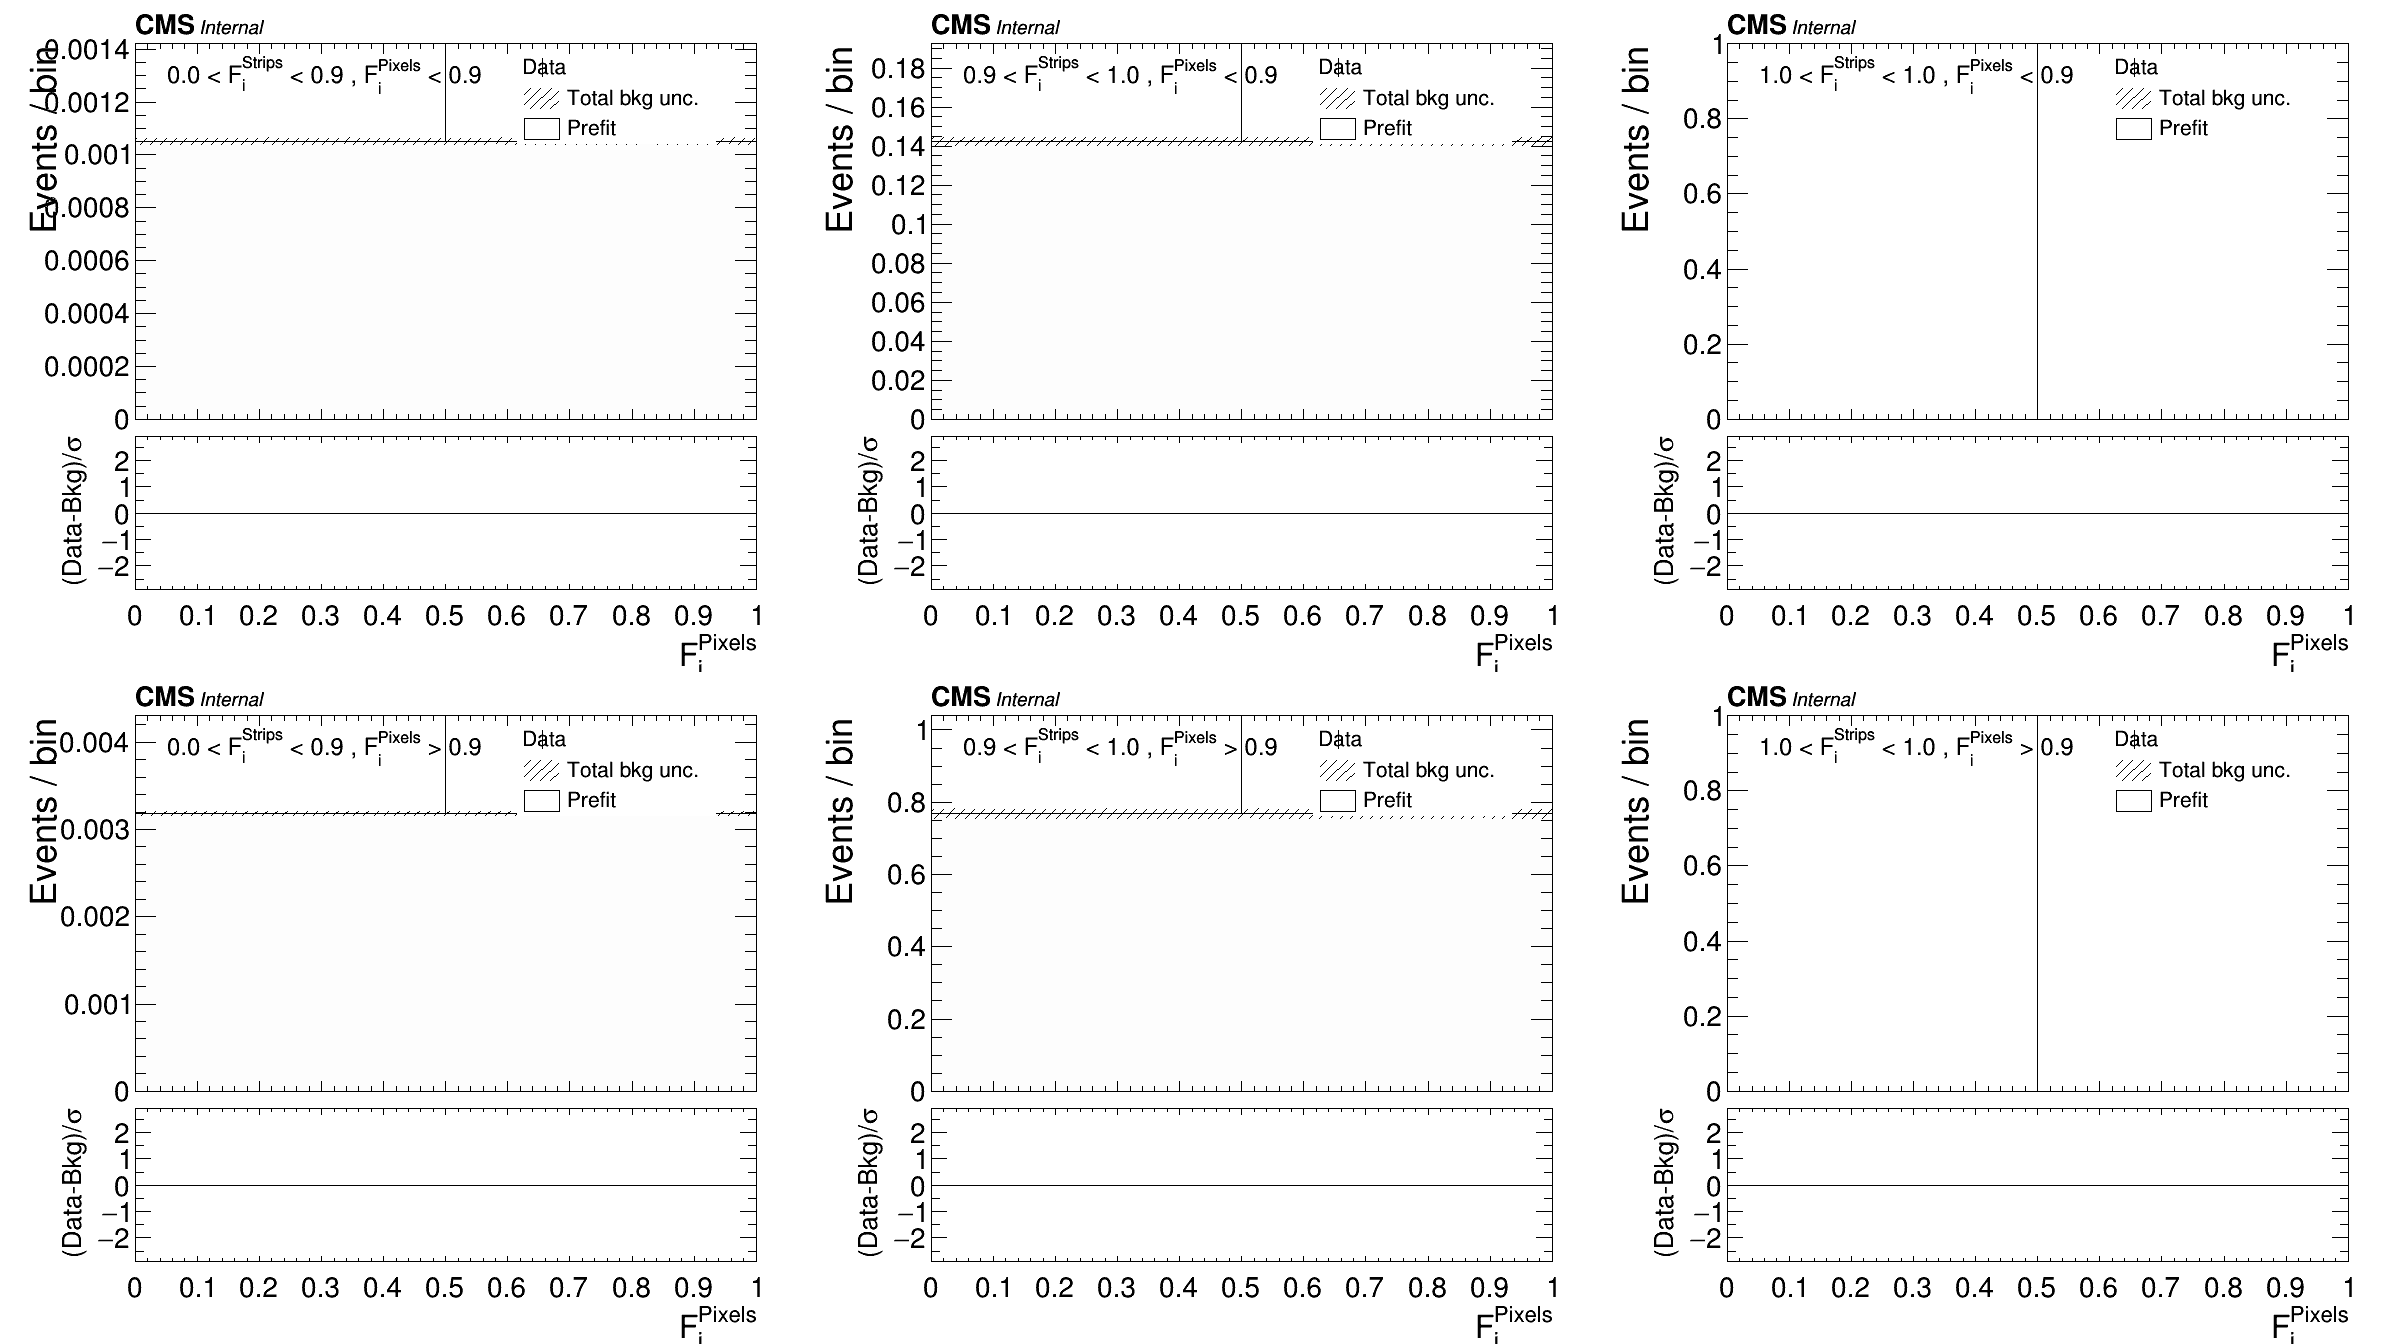 CMS Internal
Events / bin
0.0014
0.0012
0.001
0.0008
0.0006
0.0004
0.0002
0
0.0 < F_i^Strips < 0.9 , F_i^Pixels < 0.9
Data
Total bkg unc.
Prefit
(Data-Bkg)/σ
2
1
0
−1
−2
0 0.1 0.2 0.3 0.4 0.5 0.6 0.7 0.8 0.9 1
F_i^Pixels
CMS Internal
Events / bin
0.18
0.16
0.14
0.12
0.1
0.08
0.06
0.04
0.02
0
0.9 < F_i^Strips < 1.0 , F_i^Pixels < 0.9
Data
Total bkg unc.
Prefit
(Data-Bkg)/σ
2
1
0
−1
−2
0 0.1 0.2 0.3 0.4 0.5 0.6 0.7 0.8 0.9 1
F_i^Pixels
CMS Internal
Events / bin
1
0.8
0.6
0.4
0.2
0
1.0 < F_i^Strips < 1.0 , F_i^Pixels < 0.9
Data
Total bkg unc.
Prefit
(Data-Bkg)/σ
2
1
0
−1
−2
0 0.1 0.2 0.3 0.4 0.5 0.6 0.7 0.8 0.9 1
F_i^Pixels
CMS Internal
Events / bin
0.004
0.003
0.002
0.001
0
0.0 < F_i^Strips < 0.9 , F_i^Pixels > 0.9
Data
Total bkg unc.
Prefit
(Data-Bkg)/σ
2
1
0
−1
−2
0 0.1 0.2 0.3 0.4 0.5 0.6 0.7 0.8 0.9 1
F_i^Pixels
CMS Internal
Events / bin
1
0.8
0.6
0.4
0.2
0
0.9 < F_i^Strips < 1.0 , F_i^Pixels > 0.9
Data
Total bkg unc.
Prefit
(Data-Bkg)/σ
2
1
0
−1
−2
0 0.1 0.2 0.3 0.4 0.5 0.6 0.7 0.8 0.9 1
F_i^Pixels
CMS Internal
Events / bin
1
0.8
0.6
0.4
0.2
0
1.0 < F_i^Strips < 1.0 , F_i^Pixels > 0.9
Data
Total bkg unc.
Prefit
(Data-Bkg)/σ
2
1
0
−1
−2
0 0.1 0.2 0.3 0.4 0.5 0.6 0.7 0.8 0.9 1
F_i^Pixels